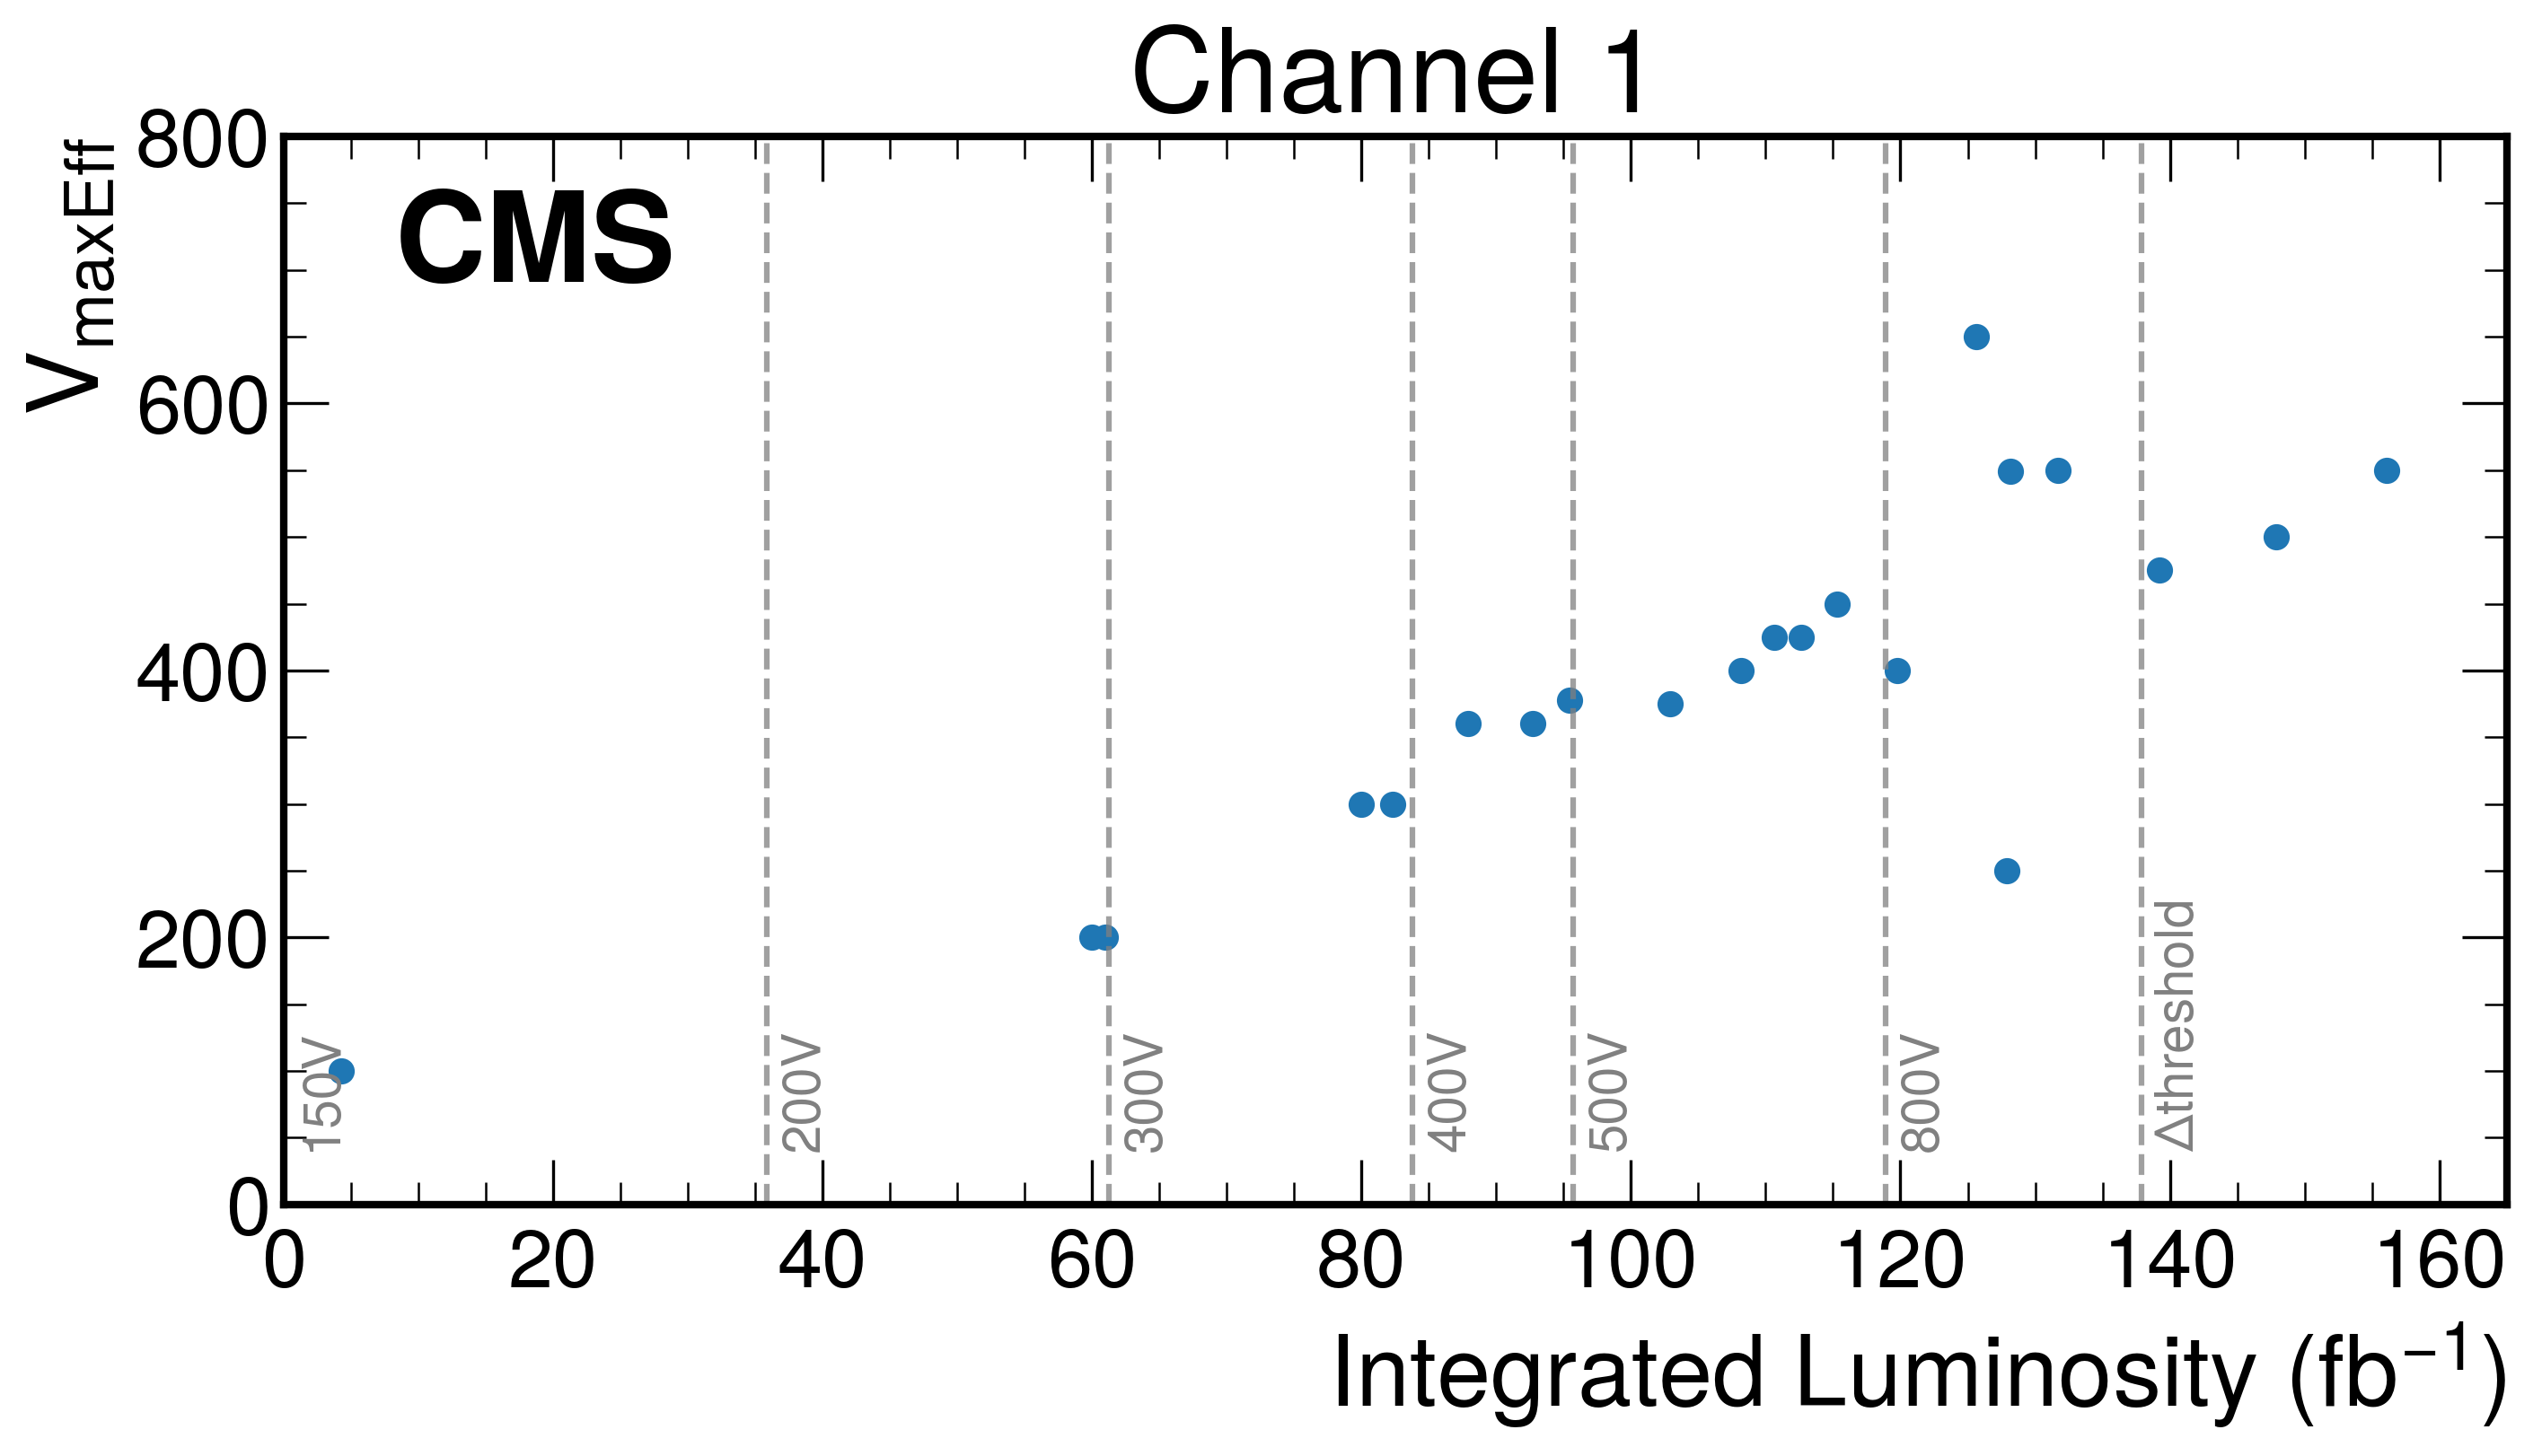 Channel 1
CMS
V_maxEff
800
600
400
200
0
150V
200V
300V
400V
500V
800V
Δthreshold
0 20 40 60 80 100 120 140 160
Integrated Luminosity (fb⁻¹)